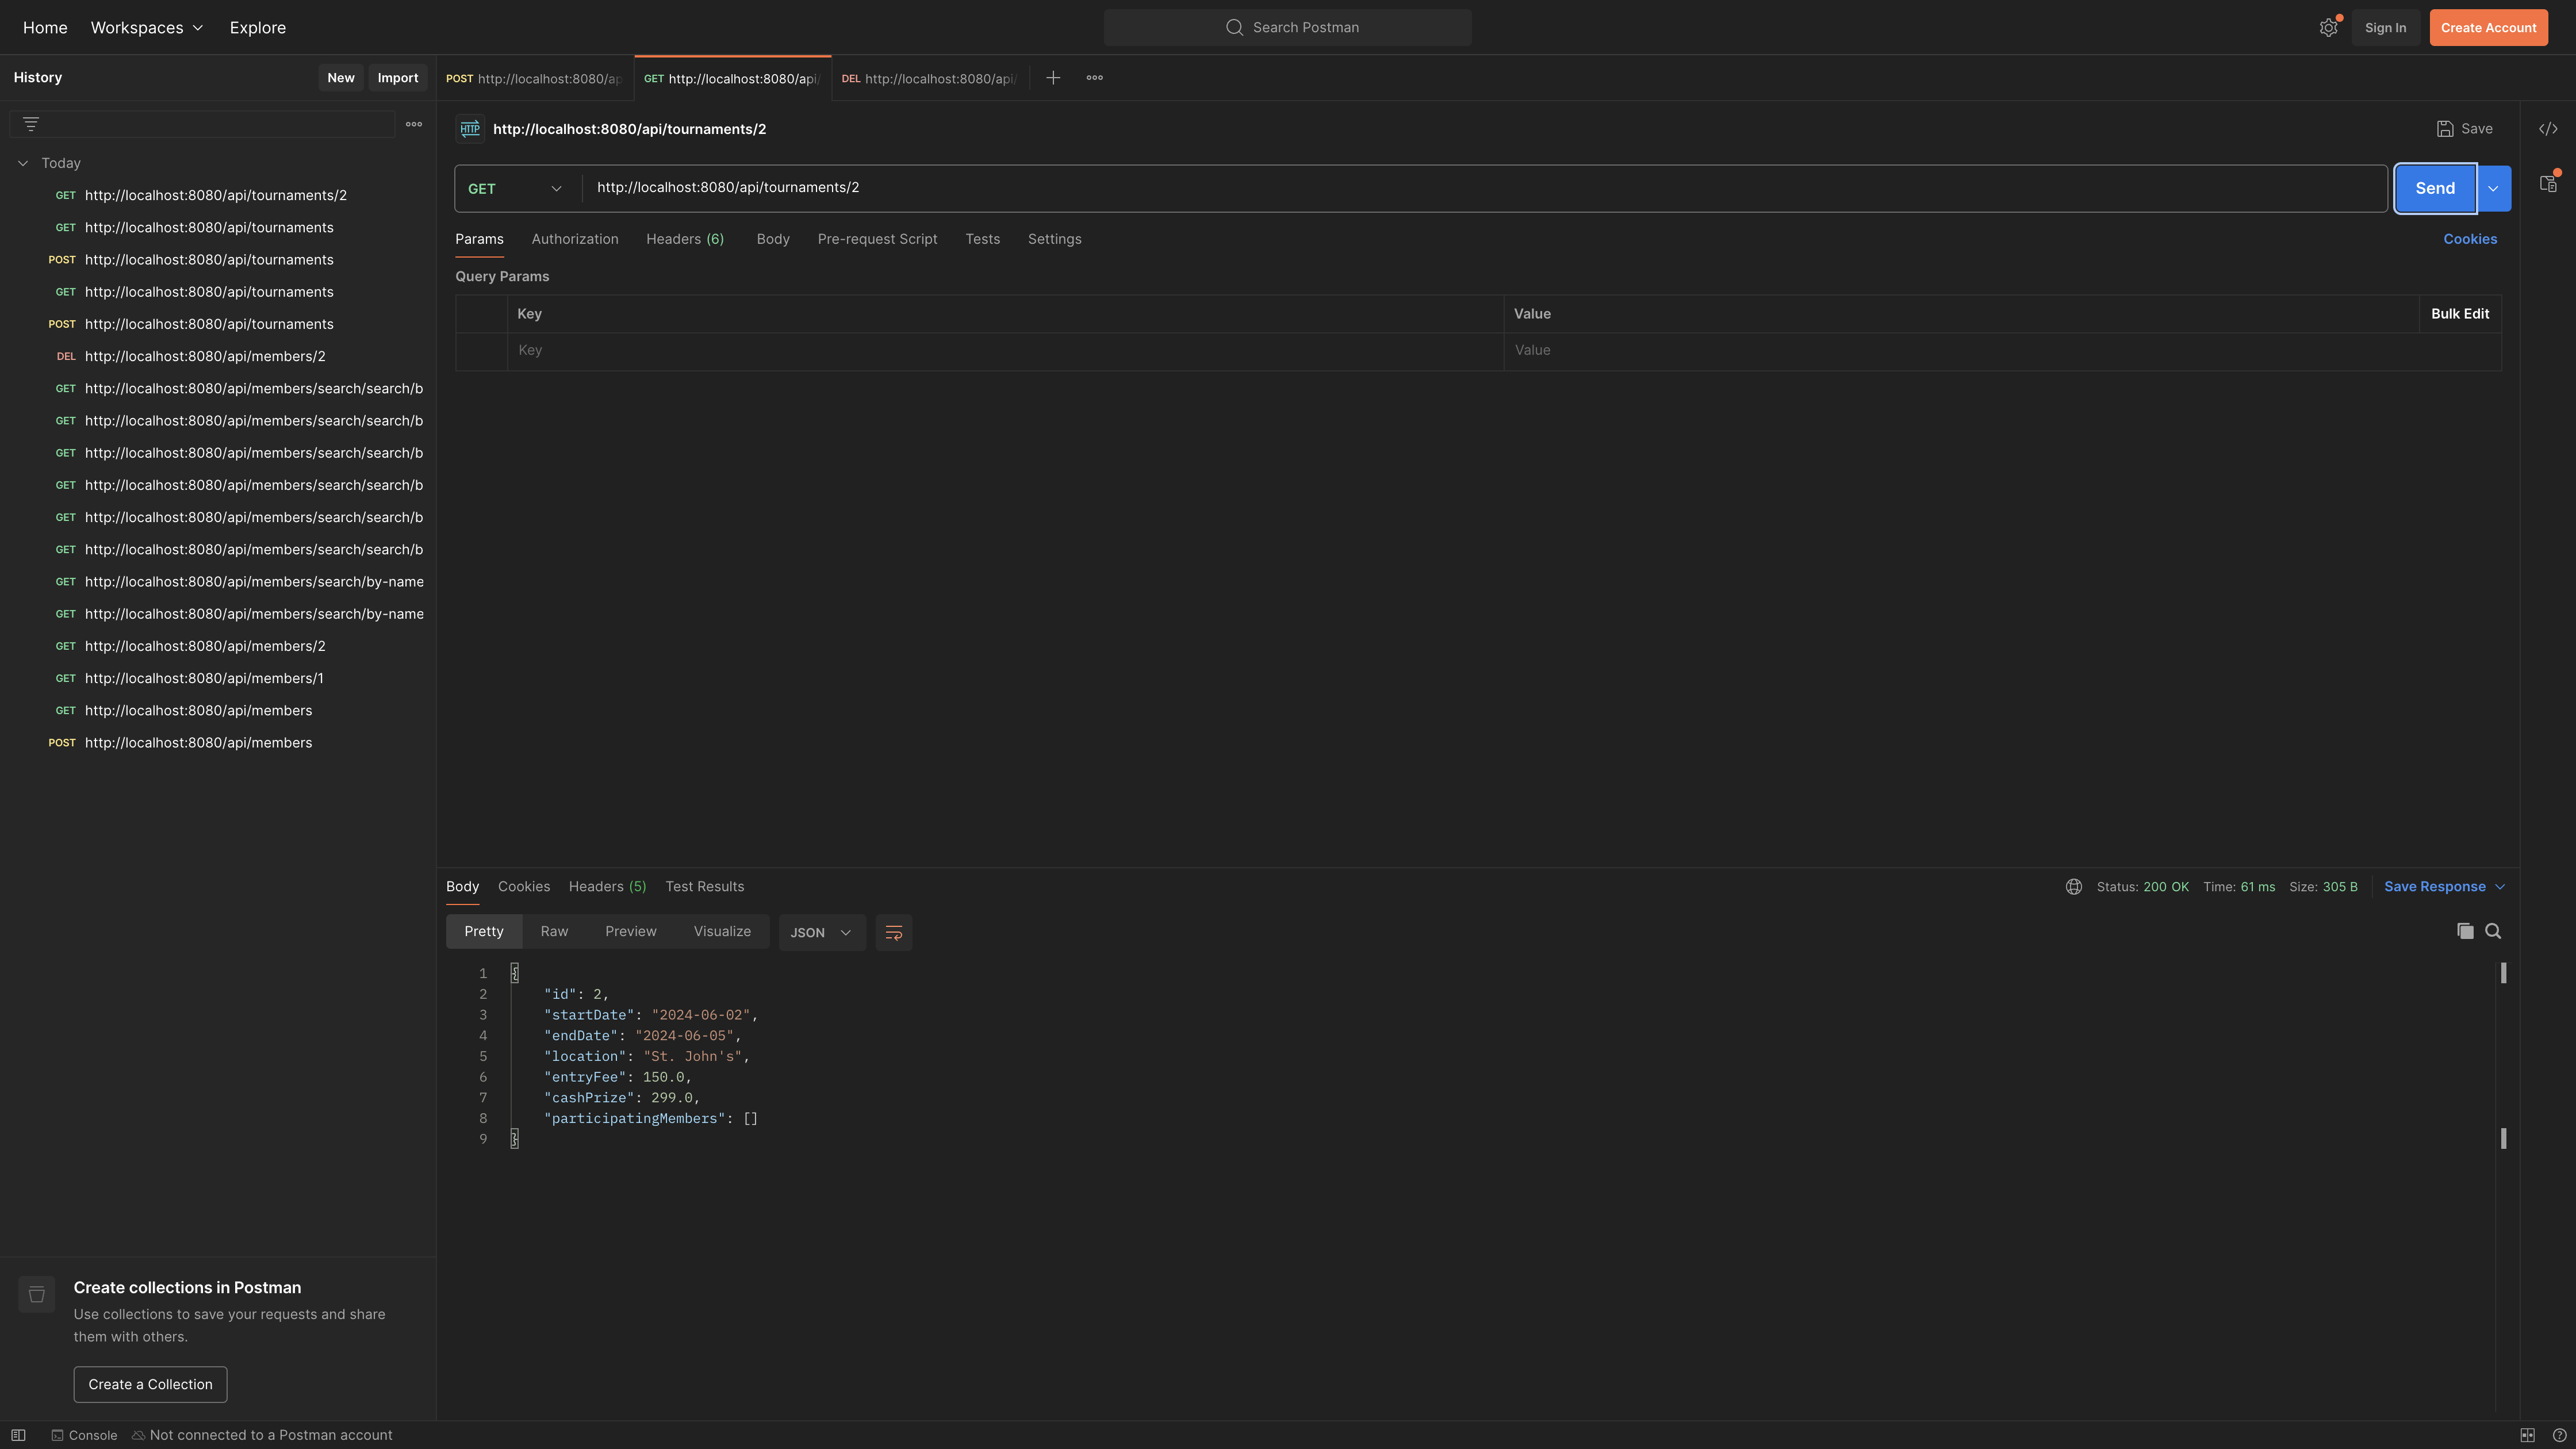 Home Workspaces Explore Search Postman Sign In Create Account
History New Import
POST http://localhost:8080/ap GET http://localhost:8080/api/ DEL http://localhost:8080/api/
HTTP http://localhost:8080/api/tournaments/2 Save
Today
GET http://localhost:8080/api/tournaments/2
GET http://localhost:8080/api/tournaments
POST http://localhost:8080/api/tournaments
GET http://localhost:8080/api/tournaments
POST http://localhost:8080/api/tournaments
DEL http://localhost:8080/api/members/2
GET http://localhost:8080/api/members/search/search/b
GET http://localhost:8080/api/members/search/search/b
GET http://localhost:8080/api/members/search/search/b
GET http://localhost:8080/api/members/search/search/b
GET http://localhost:8080/api/members/search/search/b
GET http://localhost:8080/api/members/search/search/b
GET http://localhost:8080/api/members/search/by-name
GET http://localhost:8080/api/members/search/by-name
GET http://localhost:8080/api/members/2
GET http://localhost:8080/api/members/1
GET http://localhost:8080/api/members
POST http://localhost:8080/api/members
Create collections in Postman
Use collections to save your requests and share
them with others.
Create a Collection
GET http://localhost:8080/api/tournaments/2 Send
Params Authorization Headers (6) Body Pre-request Script Tests Settings Cookies
Query Params
Key Value Bulk Edit
Key Value
Body Cookies Headers (5) Test Results Status: 200 OK Time: 61 ms Size: 305 B Save Response
Pretty Raw Preview Visualize JSON
1 {
2 "id": 2,
3 "startDate": "2024-06-02",
4 "endDate": "2024-06-05",
5 "location": "St. John's",
6 "entryFee": 150.0,
7 "cashPrize": 299.0,
8 "participatingMembers": []
9 }
Console Not connected to a Postman account